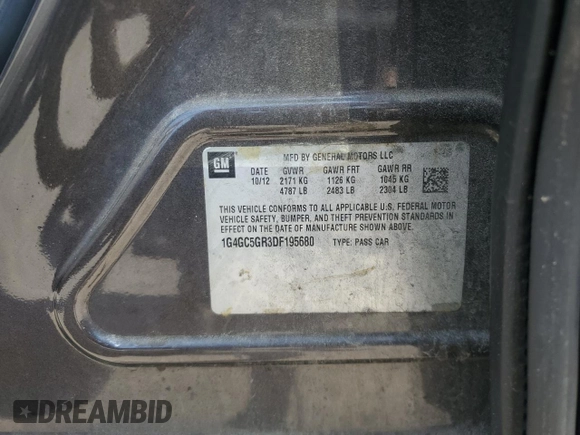 GM
MFD BY GENERAL MOTORS LLC
DATE GVWR GAWR FRT GAWR RR
10/12 2171 KG 1126 KG 1045 KG
4787 LB 2483 LB 2304 LB
THIS VEHICLE CONFORMS TO ALL APPLICABLE U.S. FEDERAL MOTOR
VEHICLE SAFETY, BUMPER, AND THEFT PREVENTION STANDARDS IN
EFFECT ON THE DATE OF MANUFACTURE SHOWN ABOVE.
1G4GC5GR3DF195680 TYPE: PASS CAR
DREAMBID